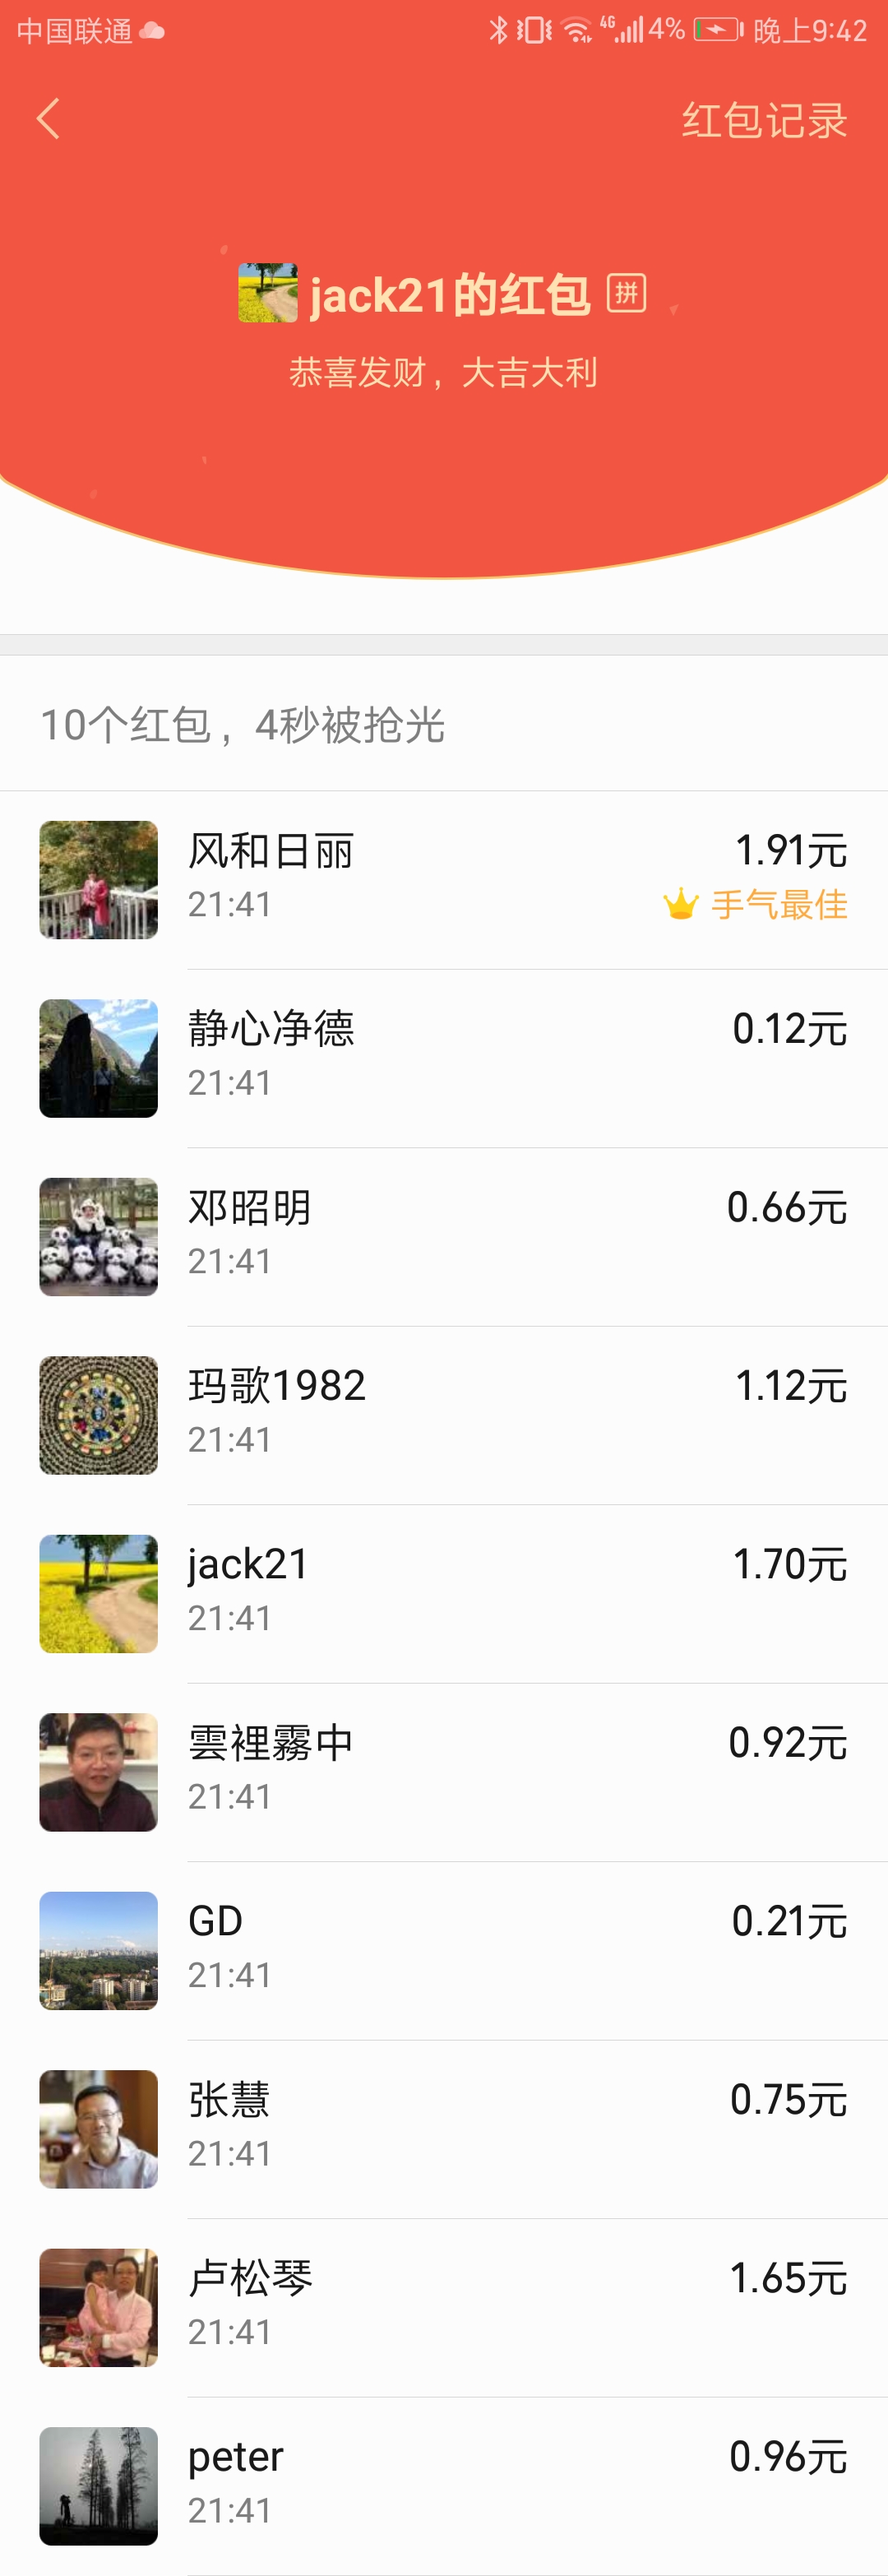 中国联通 4G 4% 晚上9:42
红包记录
jack21的红包 拼
恭喜发财，大吉大利
10个红包，4秒被抢光
风和日丽 1.91元
21:41 手气最佳
静心净德 0.12元
21:41
邓昭明 0.66元
21:41
玛歌1982 1.12元
21:41
jack21 1.70元
21:41
雲裡霧中 0.92元
21:41
GD 0.21元
21:41
张慧 0.75元
21:41
卢松琴 1.65元
21:41
peter 0.96元
21:41